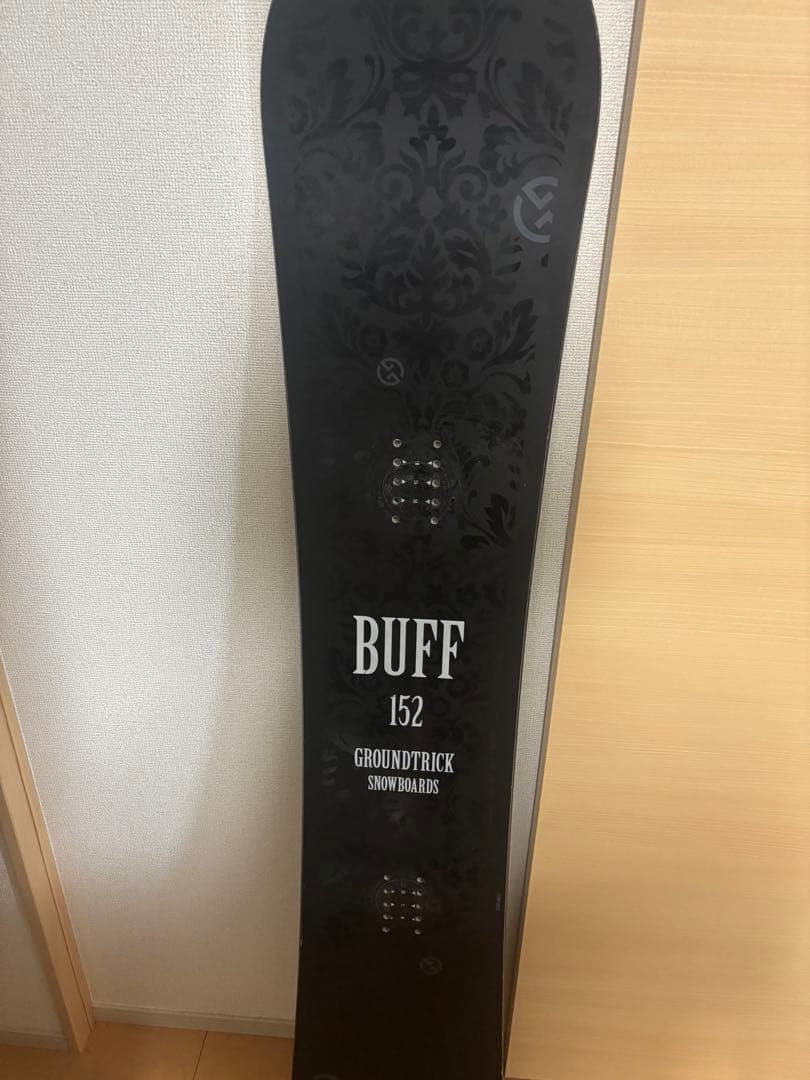 BUFF
152
GROUNDTRICK
SNOWBOARDS